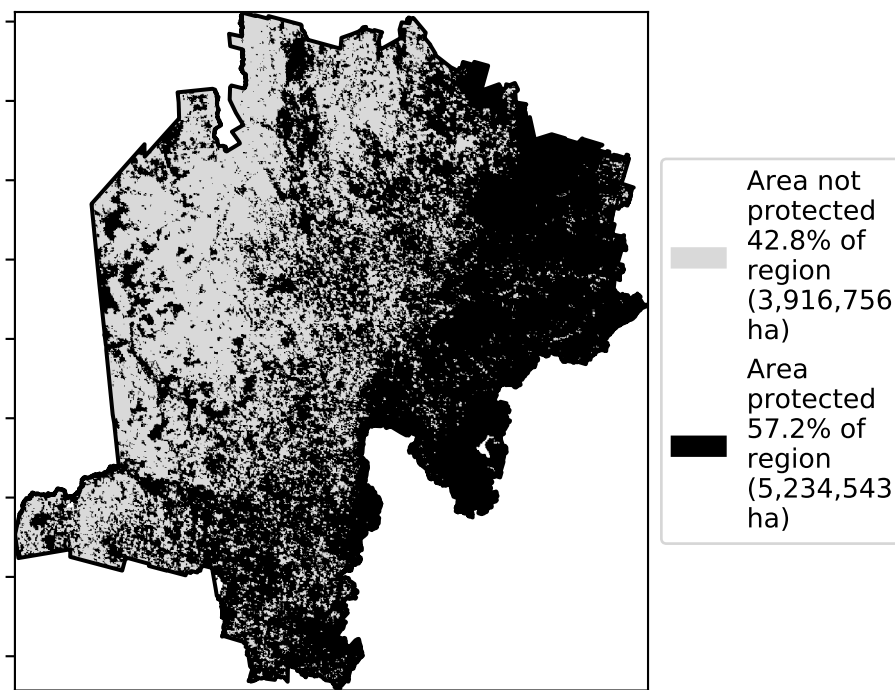 Area not
protected
42.8% of
region
(3,916,756
ha)
Area
protected
57.2% of
region
(5,234,543
ha)